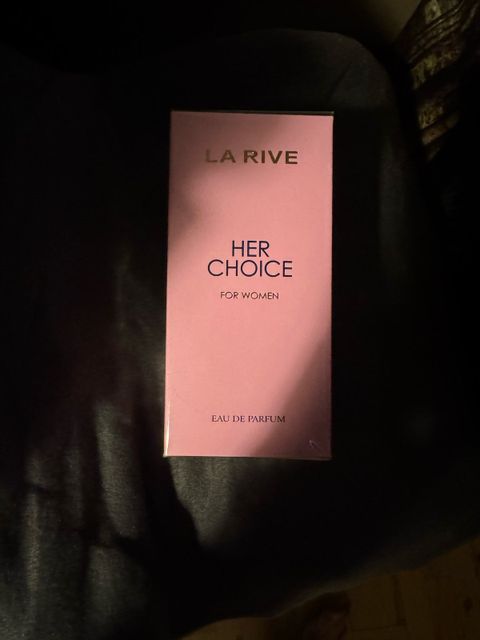 LA RIVE
HER
CHOICE
FOR WOMEN
EAU DE PARFUM